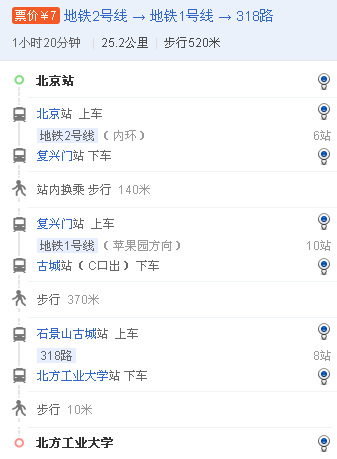 票价￥7 地铁2号线 → 地铁1号线 → 318路
1小时20分钟 | 25.2公里 | 步行520米
北京站
北京站 上车
地铁2号线 （内环） 6站
复兴门站 下车
站内换乘 步行 140米
复兴门站 上车
地铁1号线 （苹果园方向） 10站
古城站（C口出）下车
步行 370米
石景山古城站 上车
318路 8站
北方工业大学站 下车
步行 10米
北方工业大学